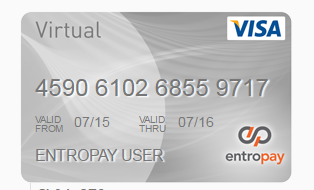 Virtual VISA
4590 6102 6855 9717
VALID FROM 07/15 VALID THRU 07/16
ENTROPAY USER entropay